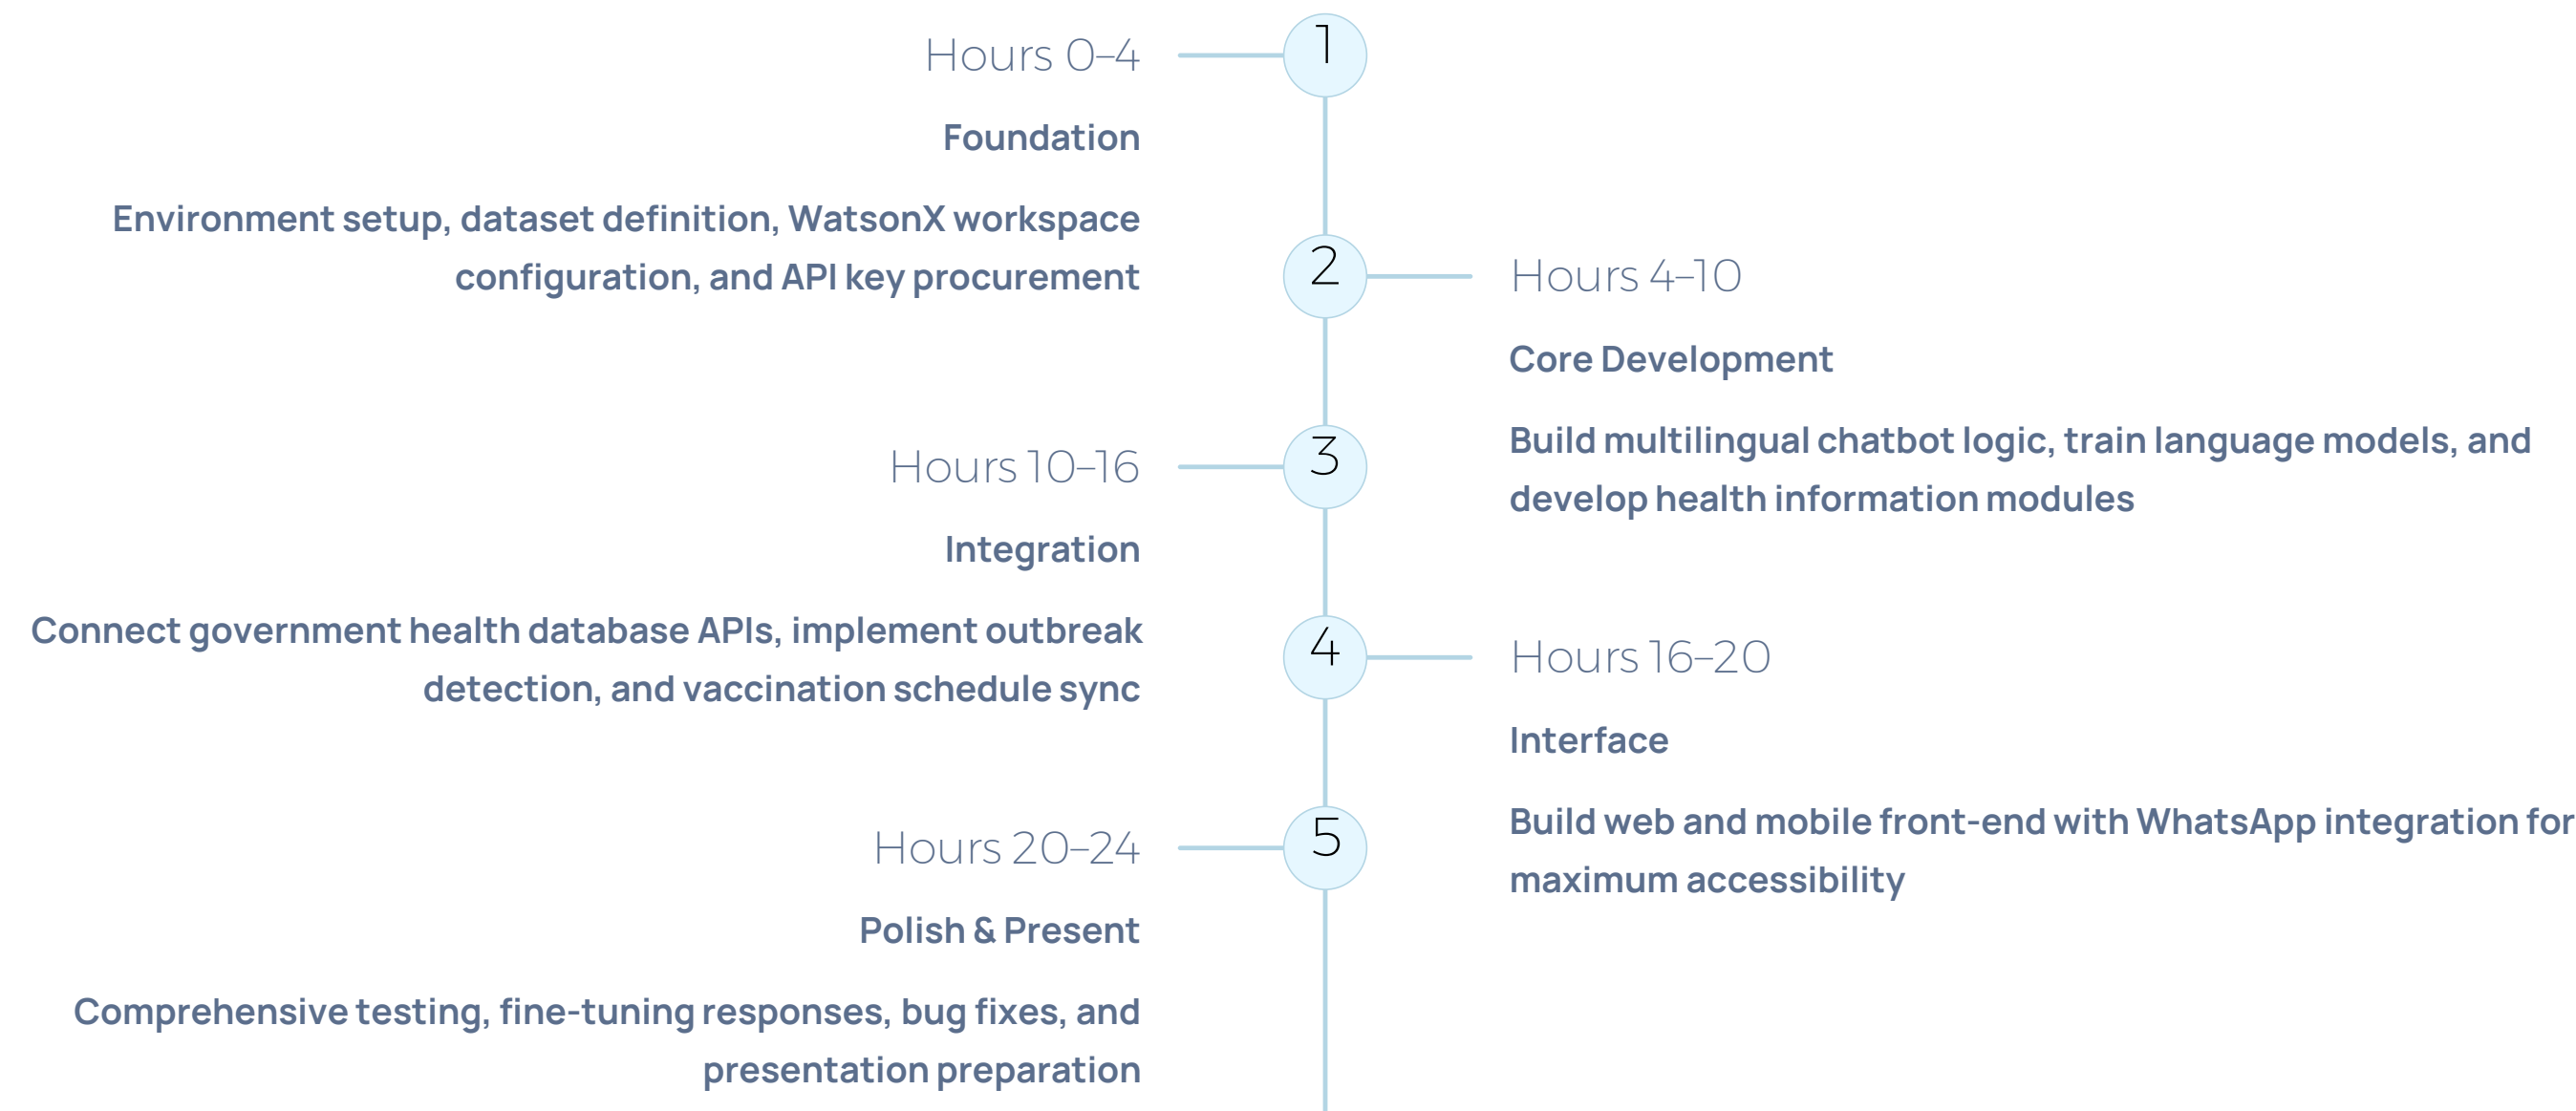 1
Hours 0–4
Foundation
Environment setup, dataset definition, WatsonX workspace
configuration, and API key procurement
2
Hours 4–10
Core Development
Build multilingual chatbot logic, train language models, and
develop health information modules
3
Hours 10–16
Integration
Connect government health database APIs, implement outbreak
detection, and vaccination schedule sync
4
Hours 16–20
Interface
Build web and mobile front-end with WhatsApp integration for
maximum accessibility
5
Hours 20–24
Polish & Present
Comprehensive testing, fine-tuning responses, bug fixes, and
presentation preparation